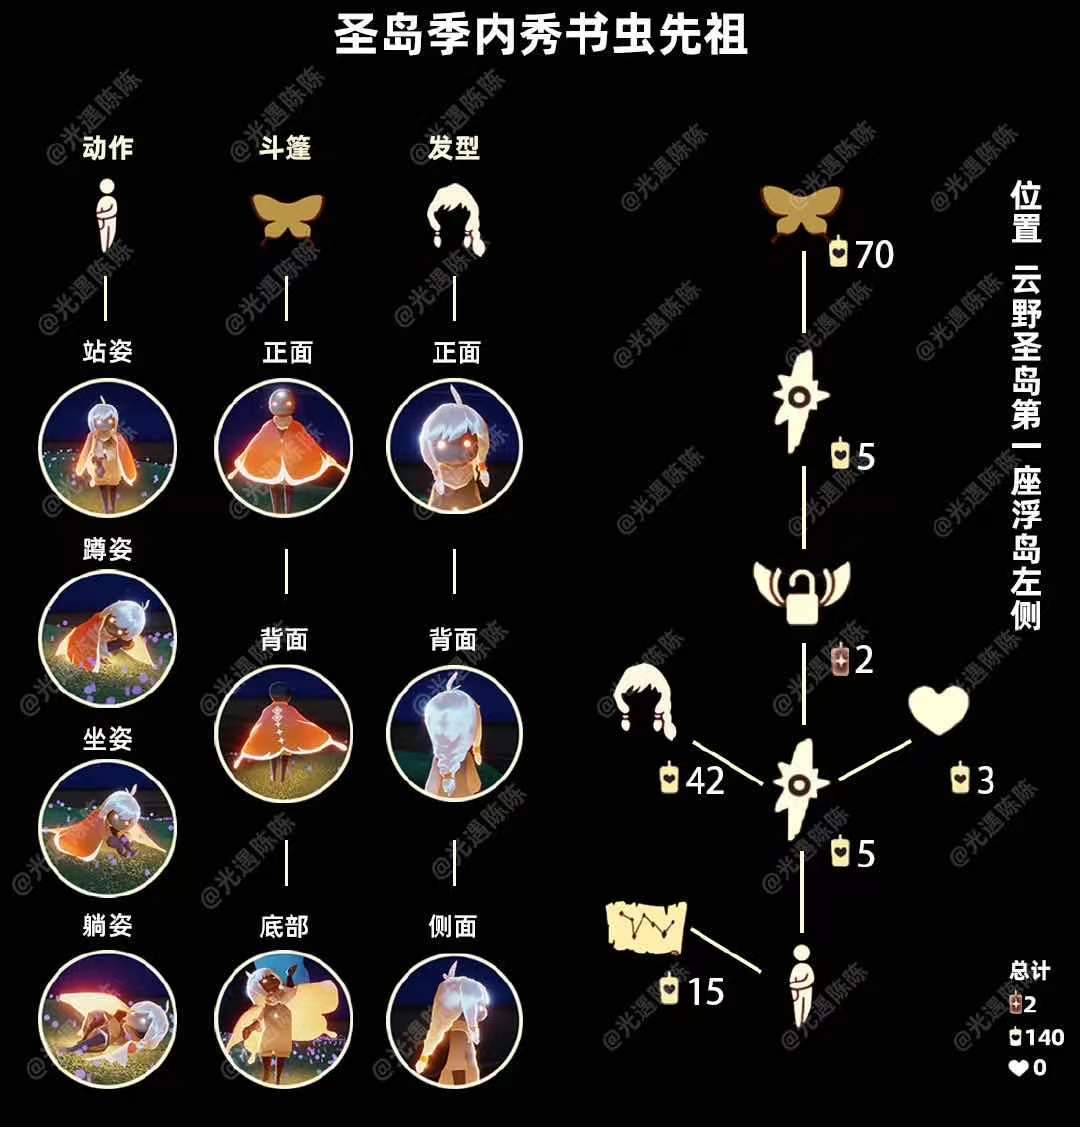 圣岛季内秀书虫先祖
动作
斗篷
发型
站姿
正面
正面
蹲姿
背面
背面
坐姿
躺姿
底部
侧面
70
5
2
42
3
5
15
位置 云野圣岛第一座浮岛左侧
总计
2
140
0
@光遇陈陈